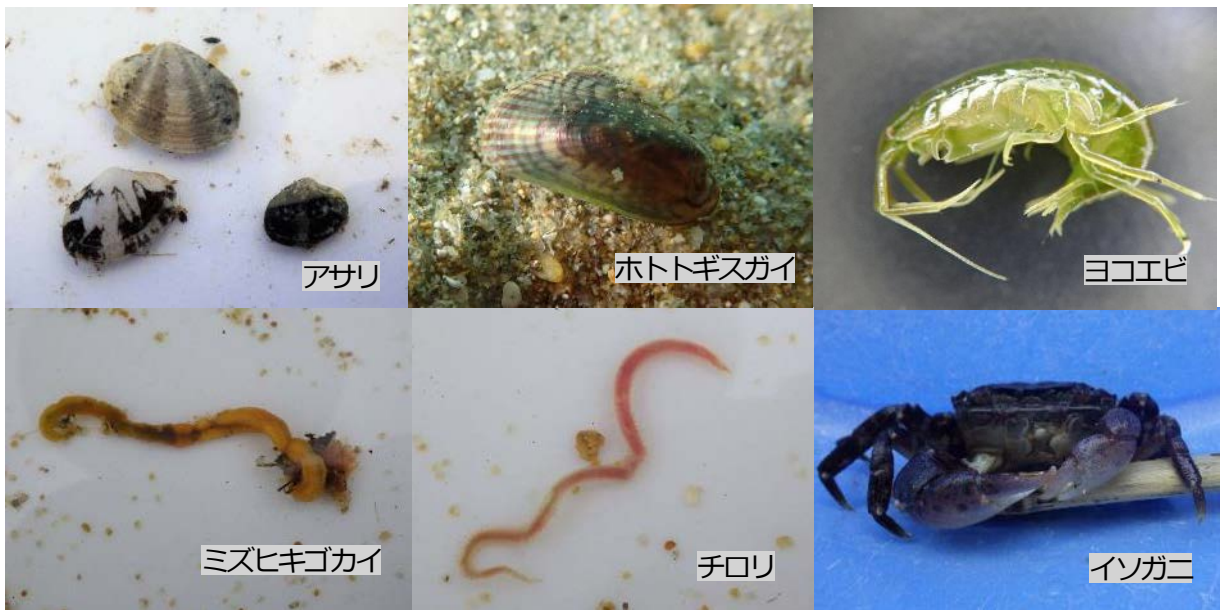 アサリ
ホトトギスガイ
ヨコエビ
ミズヒキゴカイ
チロリ
イソガニ